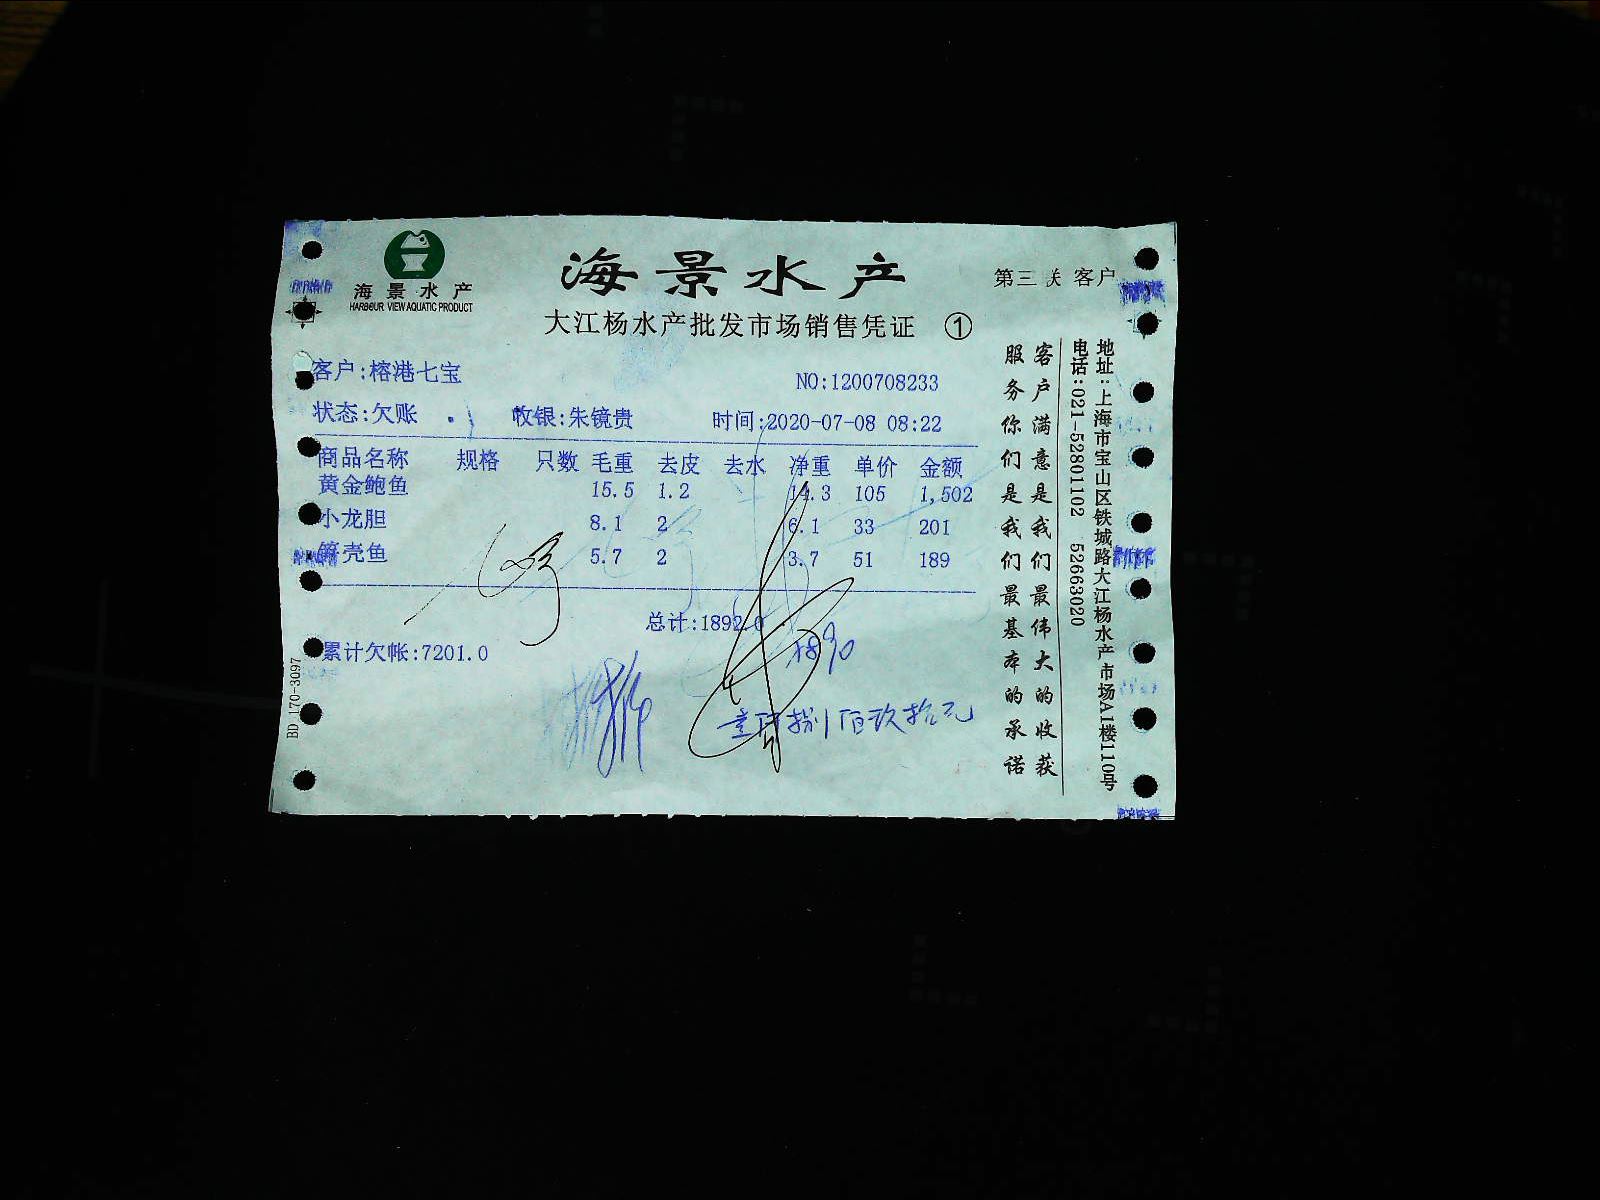 海景水产
HARBOUR VIEW AQUATIC PRODUCT
海景水产
第三 联 客户
大江杨水产批发市场销售凭证 ①
客户:榕港七宝
NO:1200708233
状态:欠账 收银:朱镜贵 时间:2020-07-08 08:22
商品名称 规格 只数 毛重 去皮 去水 净重 单价 金额
黄金鲍鱼 15.5 1.2 14.3 105 1,502
小龙胆 8.1 2 6.1 33 201
笋壳鱼 5.7 2 3.7 51 189
总计:1892.0
累计欠帐:7201.0
1890
壹仟捌佰玖拾元
BD 170-3097
客户满意是我们最伟大的收获
服务你们是我们最基本的承诺
地址:上海市宝山区铁城路大江杨水产市场A1楼110号
电话:021-52801102 52663020